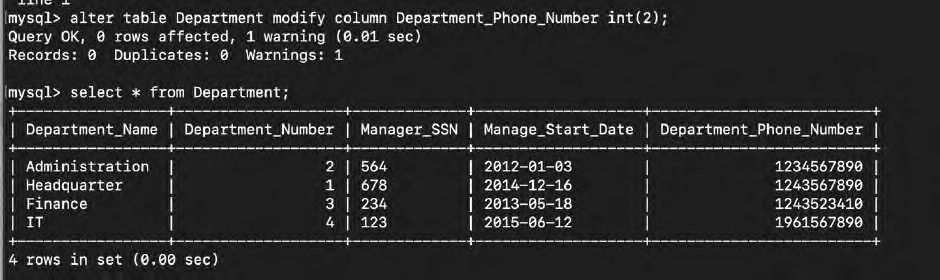 mysql> alter table Department modify column Department_Phone_Number int(2);
Query OK, 0 rows affected, 1 warning (0.01 sec)
Records: 0  Duplicates: 0  Warnings: 1
mysql> select * from Department;
+-----------------+-------------------+-------------+-------------------+-------------------------+
| Department_Name | Department_Number | Manager_SSN | Manage_Start_Date | Department_Phone_Number |
+-----------------+-------------------+-------------+-------------------+-------------------------+
| Administration  |                 2 | 564         | 2012-01-03        |              1234567890 |
| Headquarter     |                 1 | 678         | 2014-12-16        |              1243567890 |
| Finance         |                 3 | 234         | 2013-05-18        |              1243523410 |
| IT              |                 4 | 123         | 2015-06-12        |              1961567890 |
+-----------------+-------------------+-------------+-------------------+-------------------------+
4 rows in set (0.00 sec)